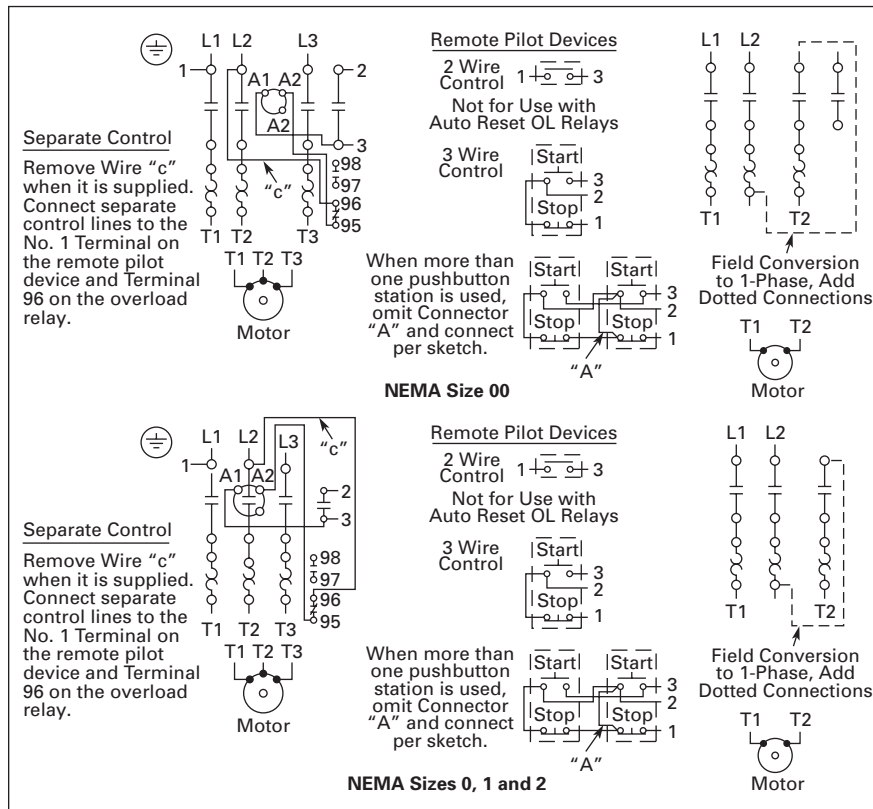 L1 L2 L3
1 2
A1 A2
A2
3
Separate Control
Remove Wire “c”
when it is supplied.
Connect separate
control lines to the
No. 1 Terminal on
the remote pilot
device and Terminal
96 on the overload
relay.
“c”
98
97
96
95
T1 T2 T3
T1 T2 T3
Motor
Remote Pilot Devices
2 Wire
Control
1 3
Not for Use with
Auto Reset OL Relays
3 Wire
Control
Start
3
2
Stop
1
When more than
one pushbutton
station is used,
omit Connector
“A” and connect
per sketch.
Start Start
3
2
Stop Stop
1
“A”
L1 L2
T1 T2
Field Conversion
to 1-Phase, Add
Dotted Connections
T1 T2
Motor
NEMA Size 00
L1 L2 L3
“c”
1
A1 A2
2
3
Separate Control
Remove Wire “c”
when it is supplied.
Connect separate
control lines to the
No. 1 Terminal on
the remote pilot
device and Terminal
96 on the overload
relay.
98
97
96
95
T1 T2 T3
T1 T2 T3
Motor
Remote Pilot Devices
2 Wire
Control
1 3
Not for Use with
Auto Reset OL Relays
3 Wire
Control
Start
3
2
Stop
1
When more than
one pushbutton
station is used,
omit Connector
“A” and connect
per sketch.
Start Start
3
2
Stop Stop
1
“A”
L1 L2
T1 T2
Field Conversion
to 1-Phase, Add
Dotted Connections
T1 T2
Motor
NEMA Sizes 0, 1 and 2